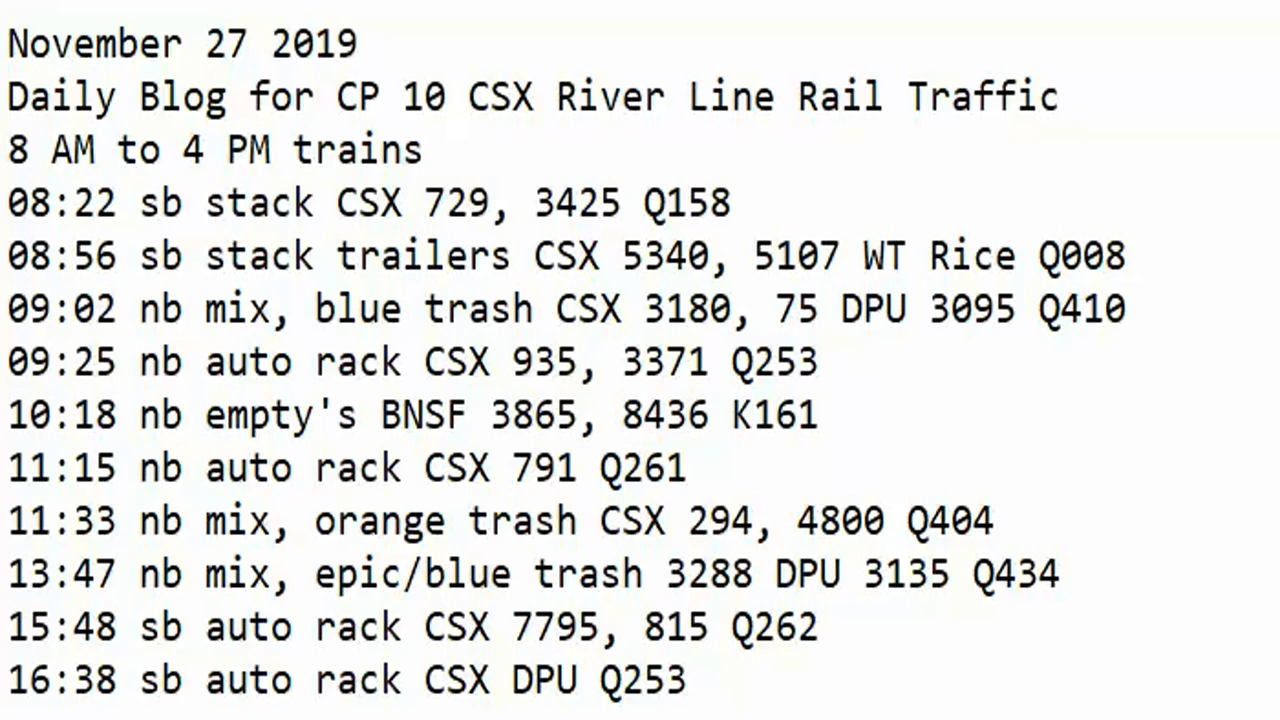 November 27 2019
Daily Blog for CP 10 CSX River Line Rail Traffic
8 AM to 4 PM trains
08:22 sb stack CSX 729, 3425 Q158
08:56 sb stack trailers CSX 5340, 5107 WT Rice Q008
09:02 nb mix, blue trash CSX 3180, 75 DPU 3095 Q410
09:25 nb auto rack CSX 935, 3371 Q253
10:18 nb empty's BNSF 3865, 8436 K161
11:15 nb auto rack CSX 791 Q261
11:33 nb mix, orange trash CSX 294, 4800 Q404
13:47 nb mix, epic/blue trash 3288 DPU 3135 Q434
15:48 sb auto rack CSX 7795, 815 Q262
16:38 sb auto rack CSX DPU Q253